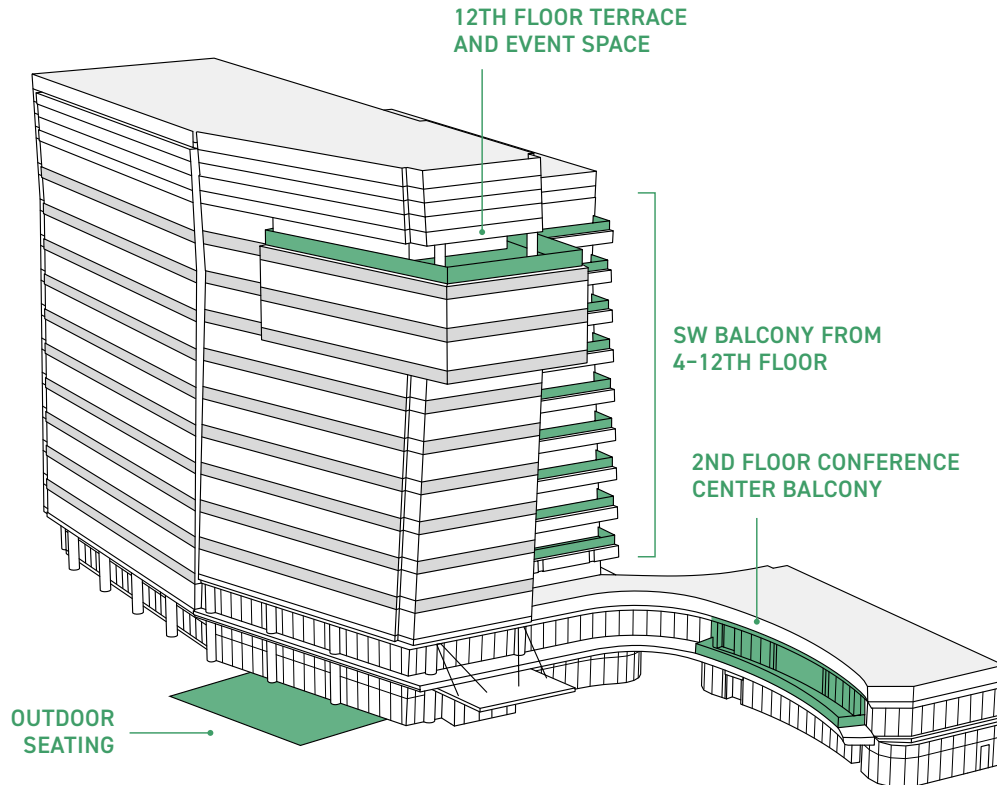 12TH FLOOR TERRACE
AND EVENT SPACE
SW BALCONY FROM
4–12TH FLOOR
2ND FLOOR CONFERENCE
CENTER BALCONY
OUTDOOR
SEATING